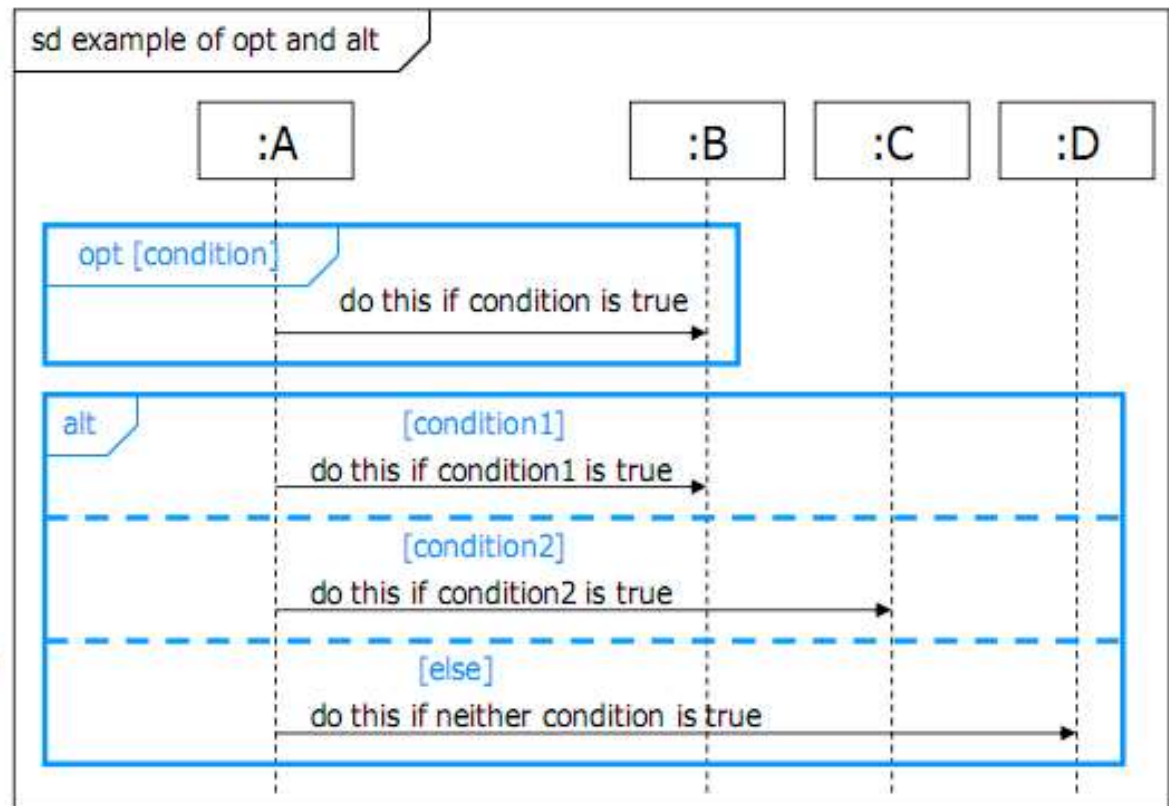 sd example of opt and alt
:A
:B
:C
:D
opt [condition]
do this if condition is true
alt
[condition1]
do this if condition1 is true
[condition2]
do this if condition2 is true
[else]
do this if neither condition is true